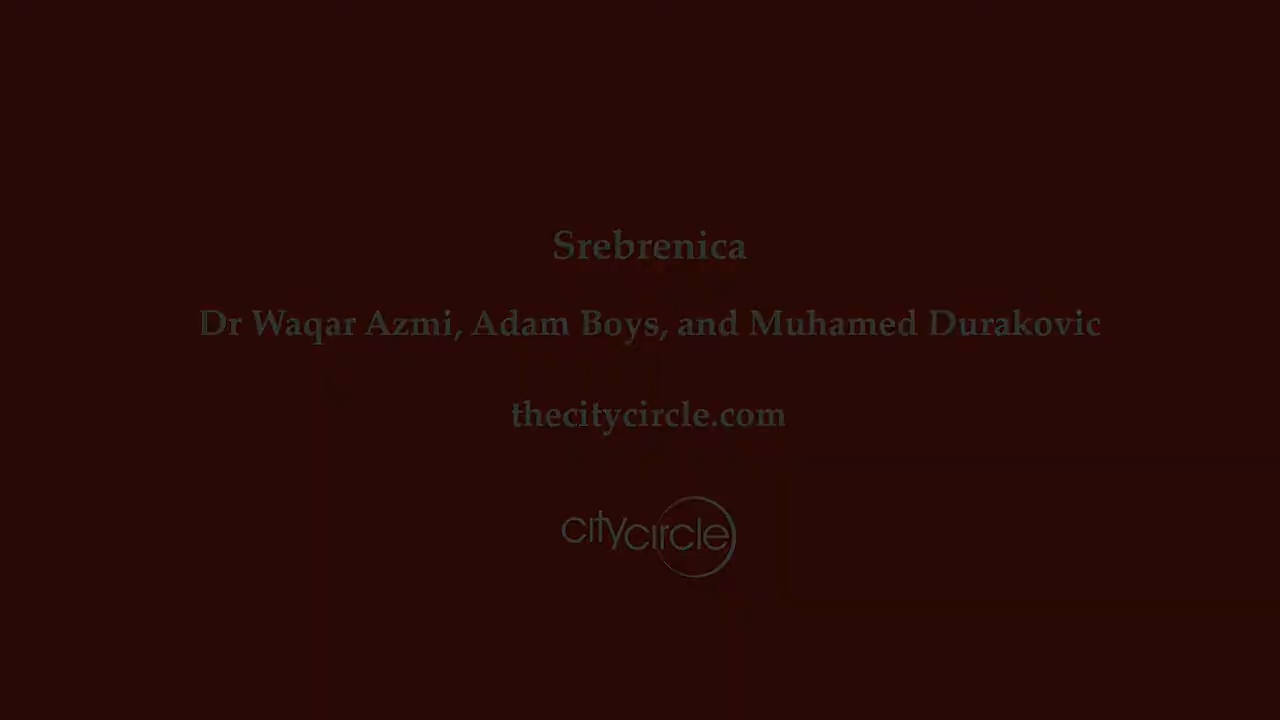 Srebrenica
Dr Waqar Azmi, Adam Boys, and Muhamed Durakovic
thecitycircle.com
citycircle